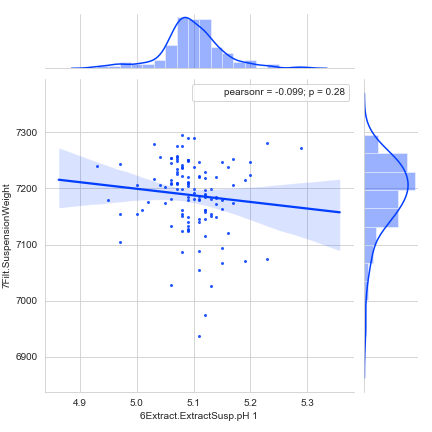 pearsonr = -0.099; p = 0.28
7300
7200
7100
7000
6900
7Filt.SuspensionWeight
4.9 5.0 5.1 5.2 5.3
6Extract.ExtractSusp.pH 1